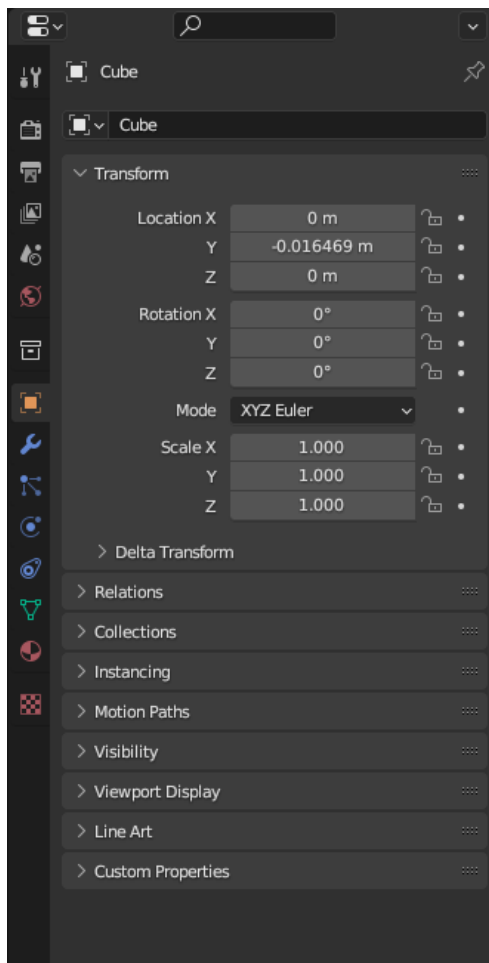 Cube
Cube
Transform
Location X 0 m
Y -0.016469 m
Z 0 m
Rotation X 0°
Y 0°
Z 0°
Mode XYZ Euler
Scale X 1.000
Y 1.000
Z 1.000
Delta Transform
Relations
Collections
Instancing
Motion Paths
Visibility
Viewport Display
Line Art
Custom Properties